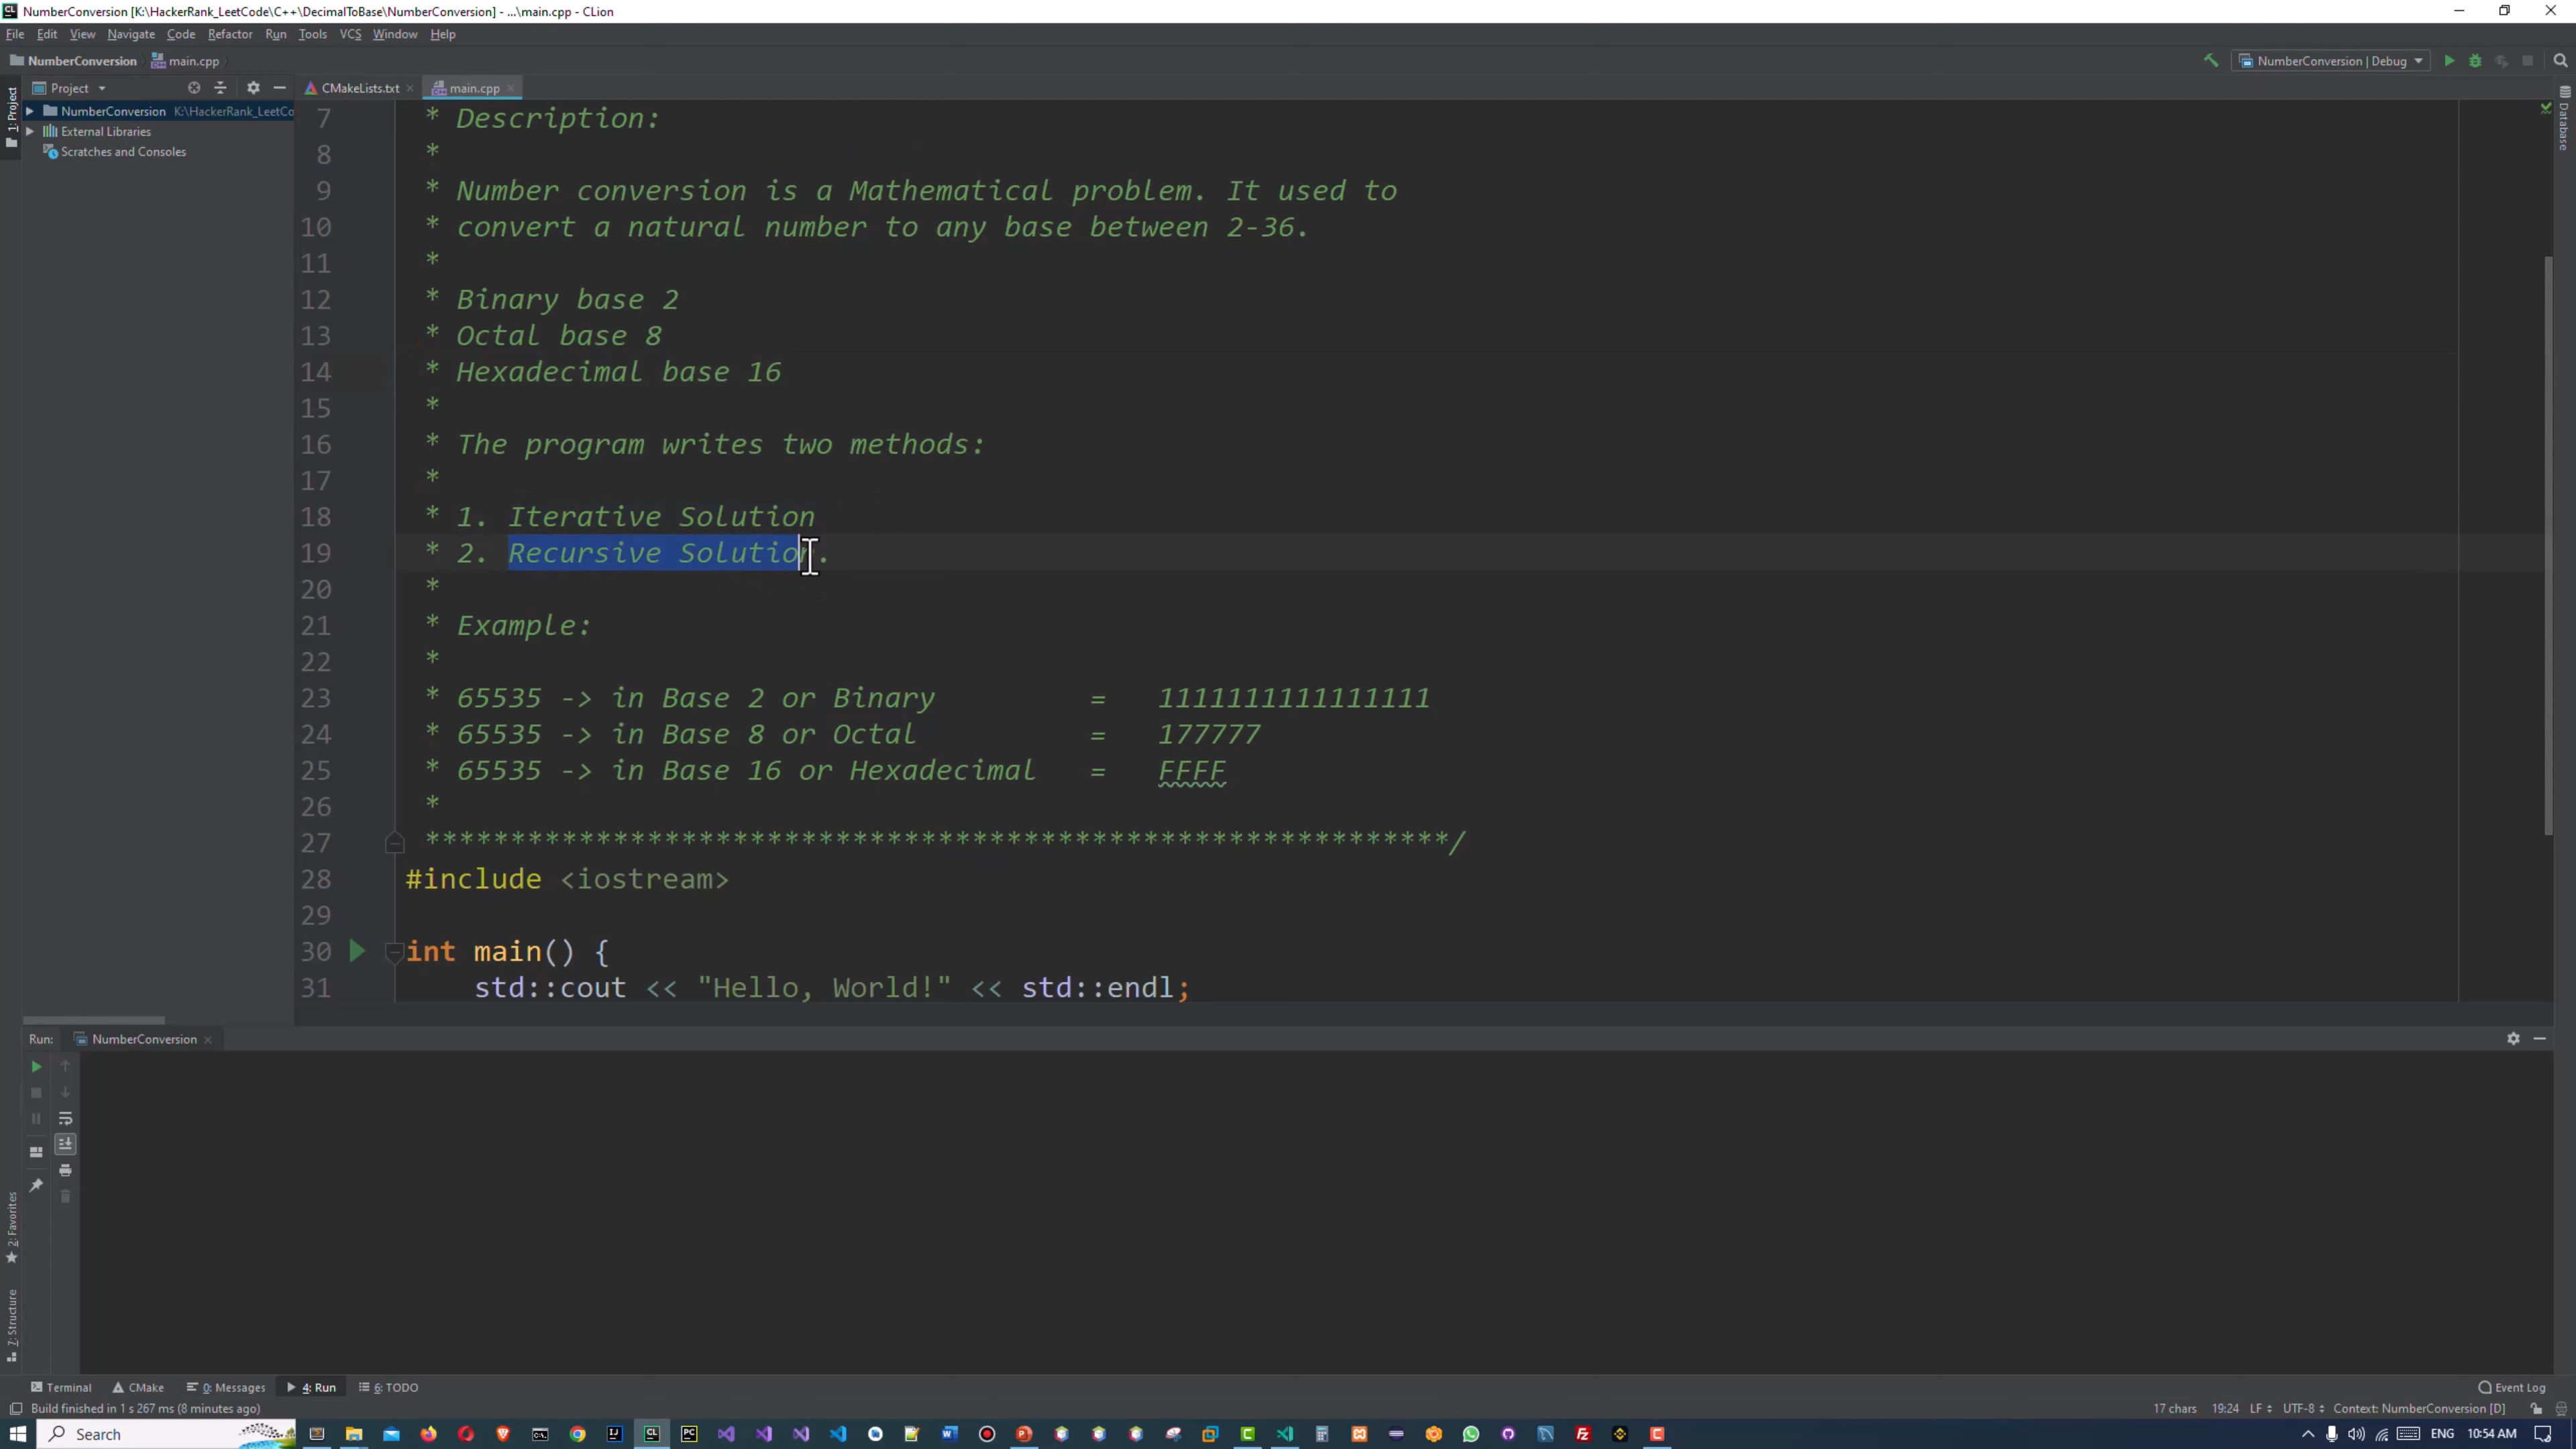 NumberConversion [K:\HackerRank_LeetCode\C++\DecimalToBase\NumberConversion] - ...\main.cpp - CLion
File Edit View Navigate Code Refactor Run Tools VCS Window Help
NumberConversion main.cpp
NumberConversion | Debug
Project
CMakeLists.txt
main.cpp
1: Project
Database
NumberConversion K:\HackerRank_LeetCo
External Libraries
Scratches and Consoles
7 * Description:
8 *
9 * Number conversion is a Mathematical problem. It used to
10 * convert a natural number to any base between 2-36.
11 *
12 * Binary base 2
13 * Octal base 8
14 * Hexadecimal base 16
15 *
16 * The program writes two methods:
17 *
18 * 1. Iterative Solution
19 * 2. Recursive Solution.
20 *
21 * Example:
22 *
23 * 65535 -> in Base 2 or Binary = 1111111111111111
24 * 65535 -> in Base 8 or Octal = 177777
25 * 65535 -> in Base 16 or Hexadecimal = FFFF
26 *
27 ************************************************************/
28 #include <iostream>
29
30 int main() {
31 std::cout << "Hello, World!" << std::endl;
Run: NumberConversion
2: Favorites
7: Structure
Terminal CMake 0: Messages 4: Run 6: TODO
Event Log
Build finished in 1 s 267 ms (8 minutes ago)
17 chars 19:24 LF UTF-8 Context: NumberConversion [D]
Search
ENG 10:54 AM